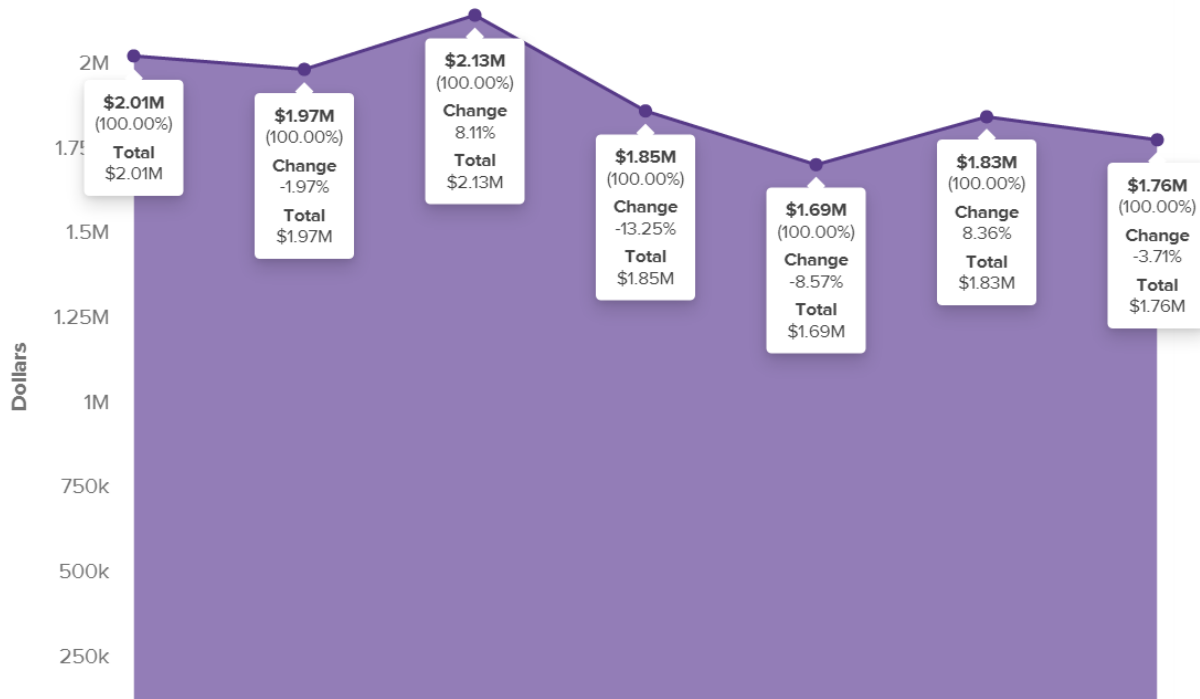 Dollars
2M
1.75
1.5M
1.25M
1M
750k
500k
250k
$2.01M
(100.00%)
Total
$2.01M
$1.97M
(100.00%)
Change
-1.97%
Total
$1.97M
$2.13M
(100.00%)
Change
8.11%
Total
$2.13M
$1.85M
(100.00%)
Change
-13.25%
Total
$1.85M
$1.69M
(100.00%)
Change
-8.57%
Total
$1.69M
$1.83M
(100.00%)
Change
8.36%
Total
$1.83M
$1.76M
(100.00%)
Change
-3.71%
Total
$1.76M